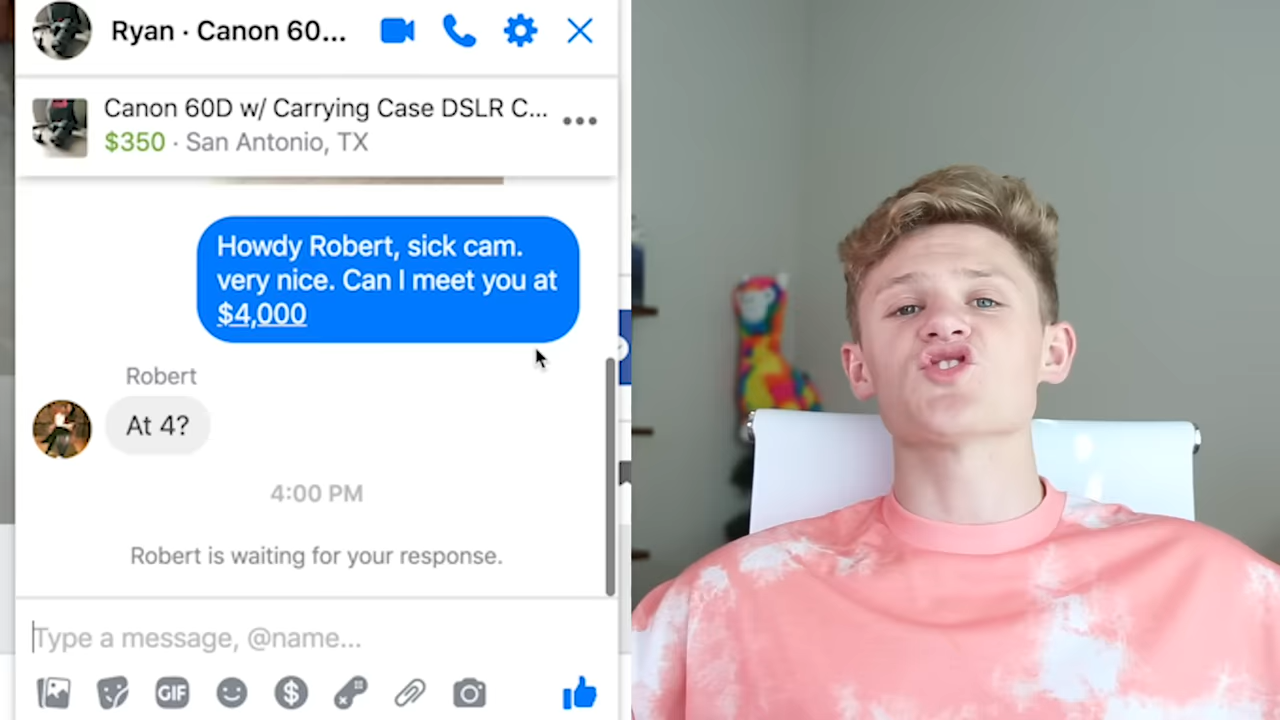 Ryan · Canon 60...
Canon 60D w/ Carrying Case DSLR C...
$350 · San Antonio, TX
Howdy Robert, sick cam.
very nice. Can I meet you at
$4,000
Robert
At 4?
4:00 PM
Robert is waiting for your response.
Type a message, @name...
GIF
$